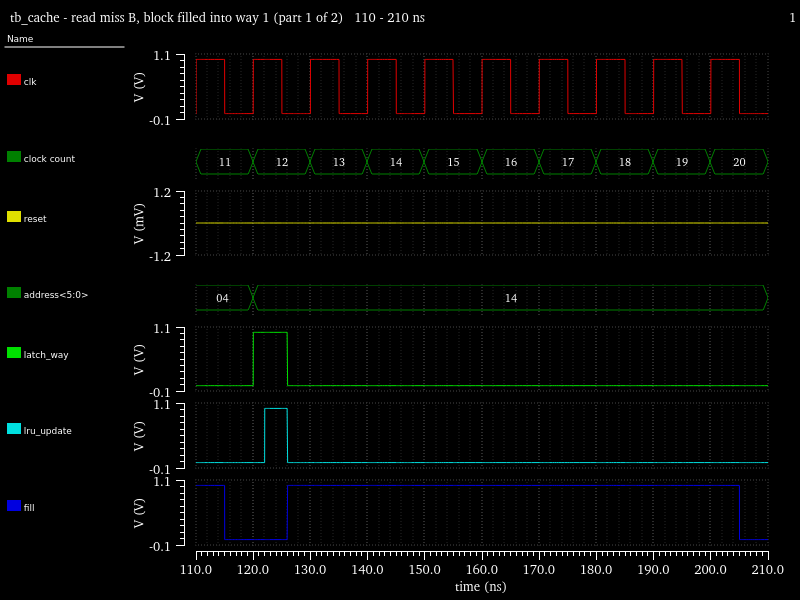 tb_cache - read miss B, block filled into way 1 (part 1 of 2)   110 - 210 ns   1
Name
clk
V (V)
1.1
-0.1
clock count
11 12 13 14 15 16 17 18 19 20
reset
V (mV)
1.2
-1.2
address<5:0>
04 14
latch_way
V (V)
1.1
-0.1
lru_update
V (V)
1.1
-0.1
fill
V (V)
1.1
-0.1
110.0 120.0 130.0 140.0 150.0 160.0 170.0 180.0 190.0 200.0 210.0
time (ns)